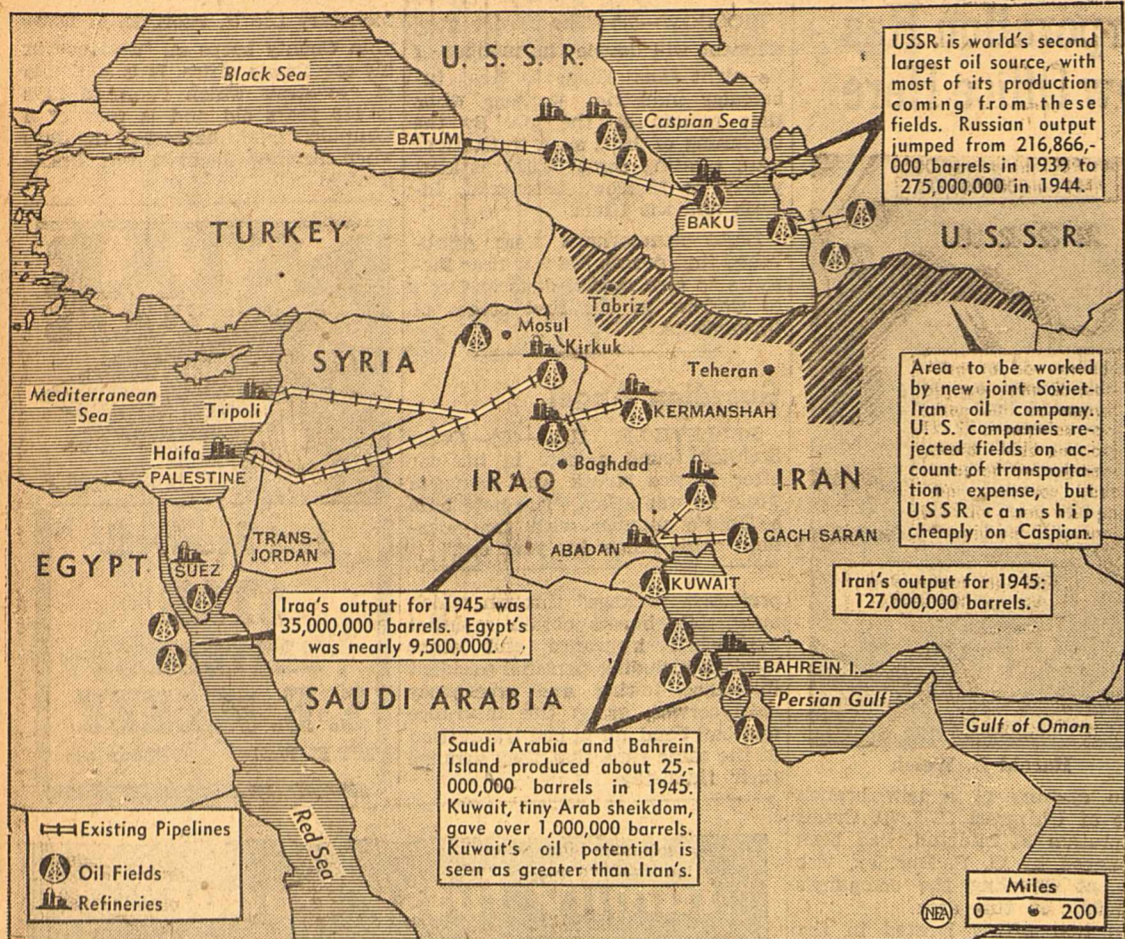 U. S. S. R.
Black Sea
Caspian Sea
BATUM
BAKU
USSR is world's second
largest oil source, with
most of its production
coming from these
fields. Russian output
jumped from 216,866,-
000 barrels in 1939 to
275,000,000 in 1944.
TURKEY
U. S. S. R.
Tabriz
Mosul
Kirkuk
SYRIA
Teheran
Mediterranean
Sea
Tripoli
KERMANSHAH
Area to be worked
by new joint Soviet-
Iran oil company.
U. S. companies re-
jected fields on ac-
count of transporta-
tion expense, but
USSR can ship
cheaply on Caspian.
Haifa
PALESTINE
Baghdad
IRAQ
IRAN
TRANS-
JORDAN
ABADAN
GACH SARAN
EGYPT
SUEZ
KUWAIT
Iran's output for 1945:
127,000,000 barrels.
Iraq's output for 1945 was
35,000,000 barrels. Egypt's
was nearly 9,500,000.
SAUDI ARABIA
BAHREIN I.
Persian Gulf
Gulf of Oman
Saudi Arabia and Bahrein
Island produced about 25,-
000,000 barrels in 1945.
Kuwait, tiny Arab sheikdom,
gave over 1,000,000 barrels.
Kuwait's oil potential is
seen as greater than Iran's.
Red Sea
Existing Pipelines
Oil Fields
Refineries
NEA
Miles
0 200